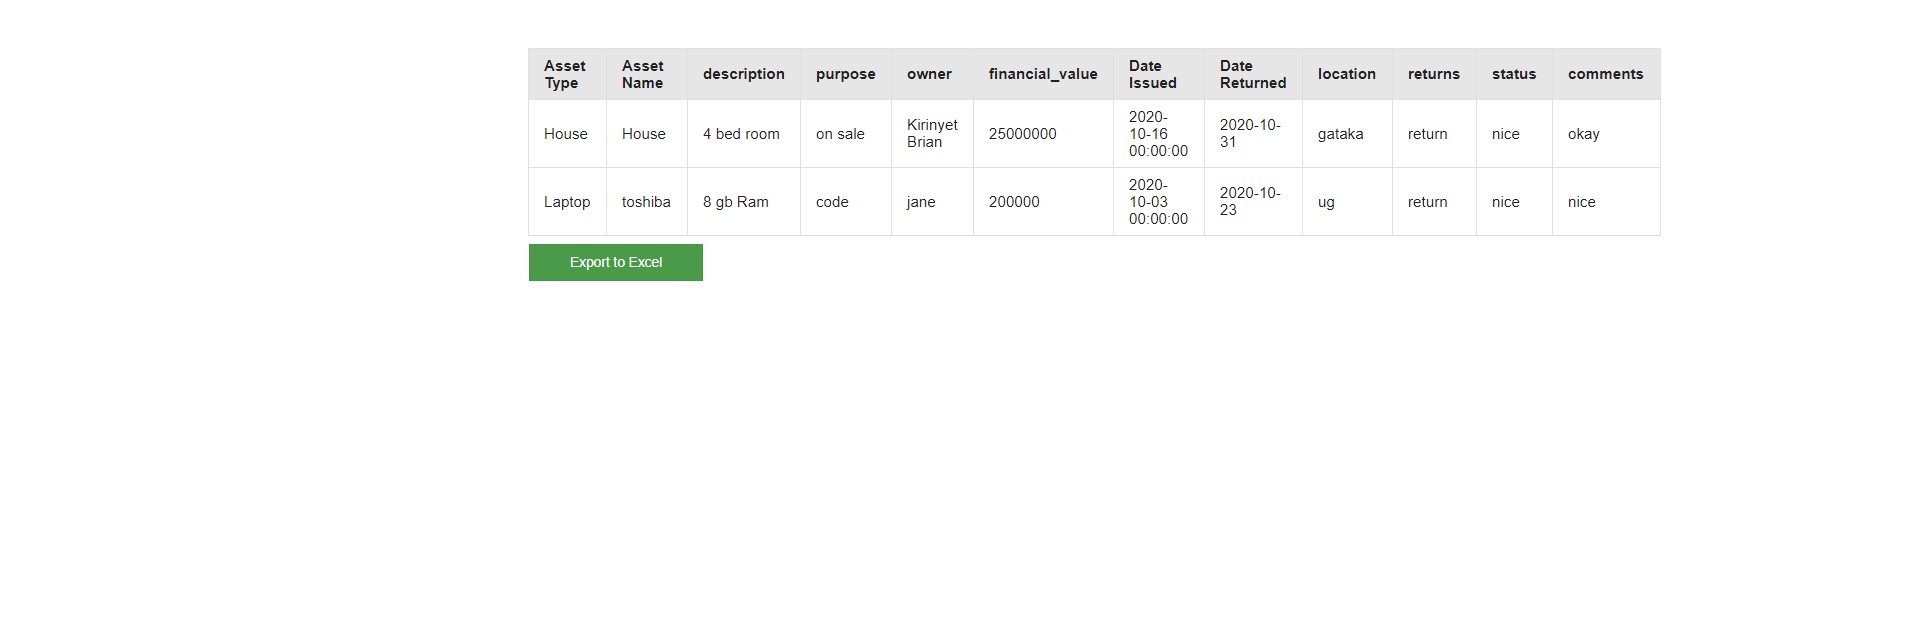 Asset Type Asset Name description purpose owner financial_value Date Issued Date Returned location returns status comments
House House 4 bed room on sale Kirinyet Brian 25000000 2020-10-16 00:00:00 2020-10-31 gataka return nice okay
Laptop toshiba 8 gb Ram code jane 200000 2020-10-03 00:00:00 2020-10-23 ug return nice nice
Export to Excel